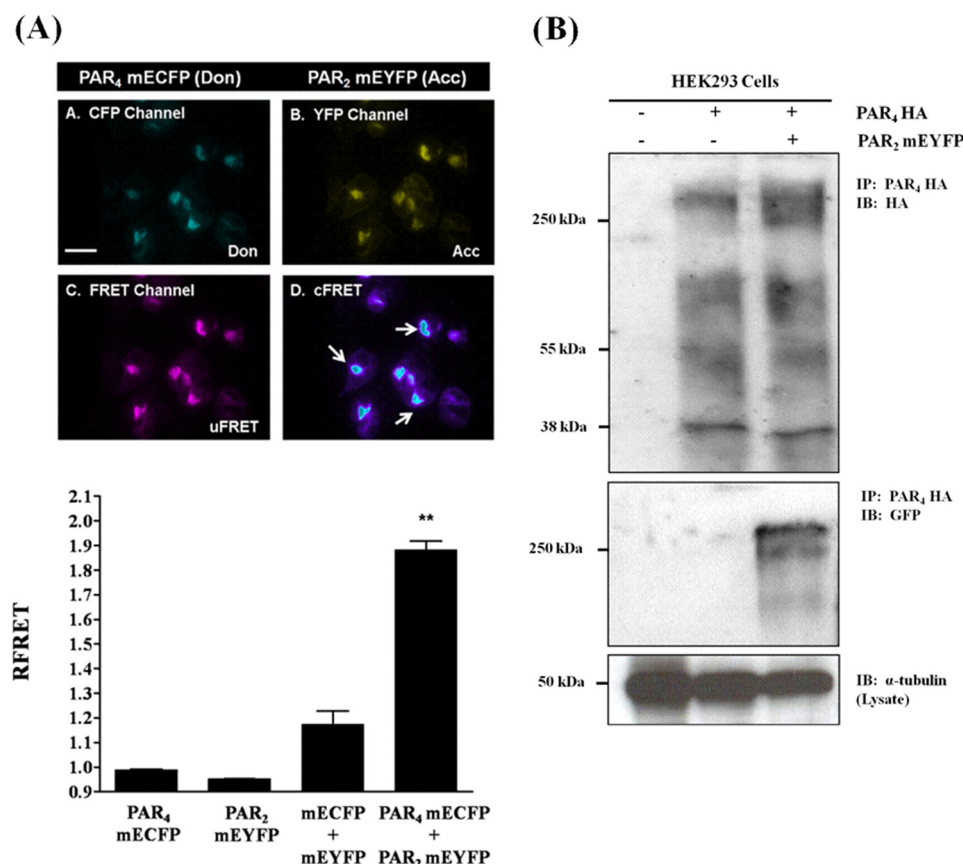 (A)
PAR₄ mECFP (Don) PAR₂ mEYFP (Acc)
A. CFP Channel
Don
B. YFP Channel
Acc
C. FRET Channel
uFRET
D. cFRET
RFRET
2.1
2.0
1.9
1.8
1.7
1.6
1.5
1.4
1.3
1.2
1.1
1.0
0.9
**
PAR₄
mECFP
PAR₂
mEYFP
mECFP
+
mEYFP
PAR₄ mECFP
+
PAR₂ mEYFP
(B)
HEK293 Cells
- + + PAR₄ HA
- - + PAR₂ mEYFP
250 kDa
55 kDa
38 kDa
IP: PAR₄ HA
IB: HA
250 kDa
IP: PAR₄ HA
IB: GFP
50 kDa
IB: α-tubulin
(Lysate)